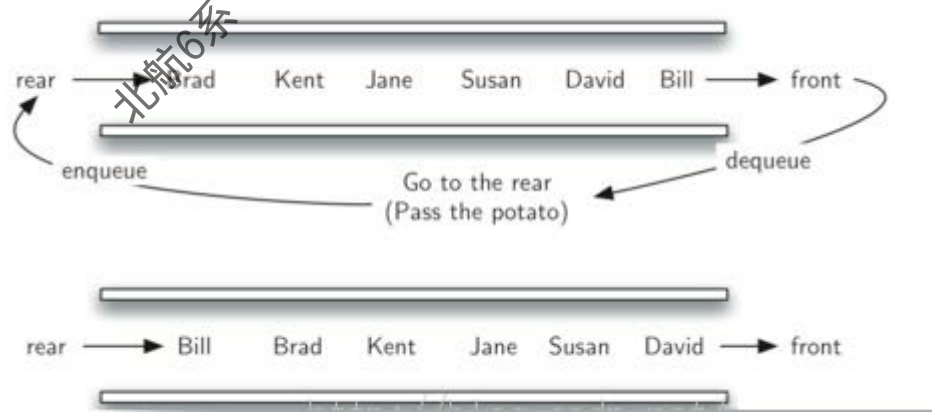 北航6系
rear Brad Kent Jane Susan David Bill front
enqueue
dequeue
Go to the rear
(Pass the potato)
rear Bill Brad Kent Jane Susan David front